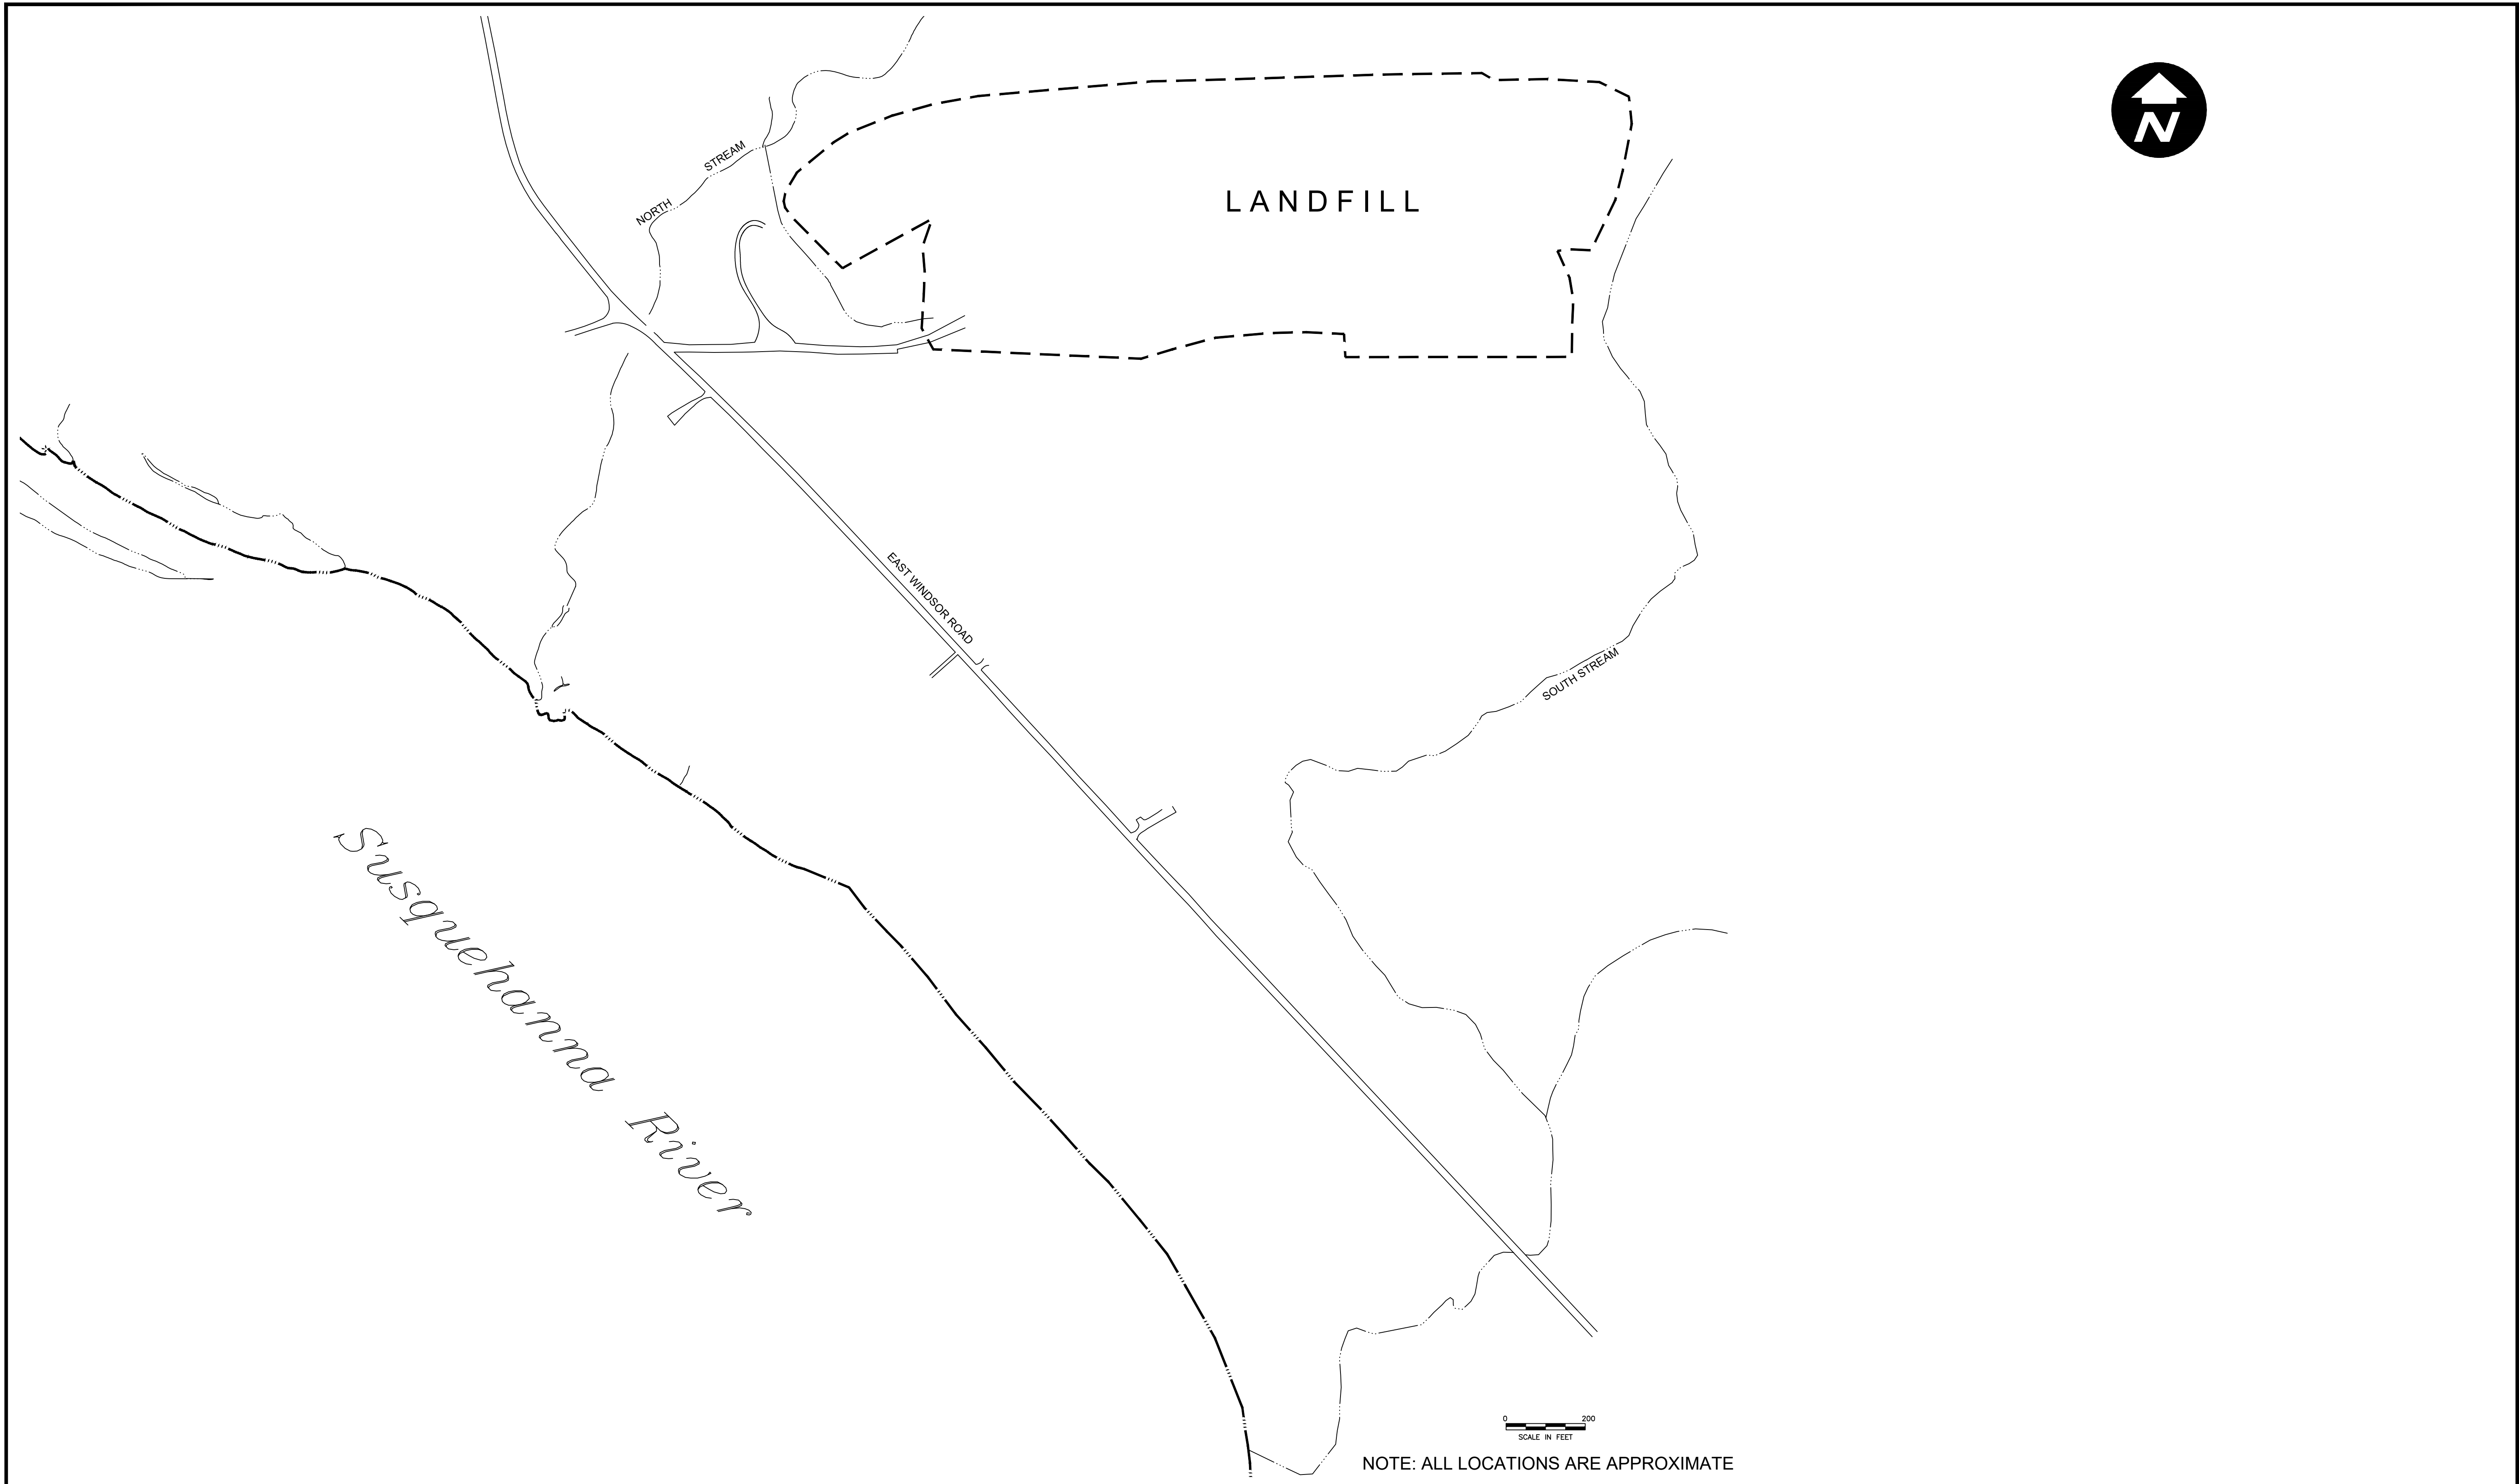 N
STREAM
NORTH
LANDFILL
EAST WINDSOR ROAD
SOUTH STREAM
Susquehanna River
0 200
SCALE IN FEET
NOTE: ALL LOCATIONS ARE APPROXIMATE